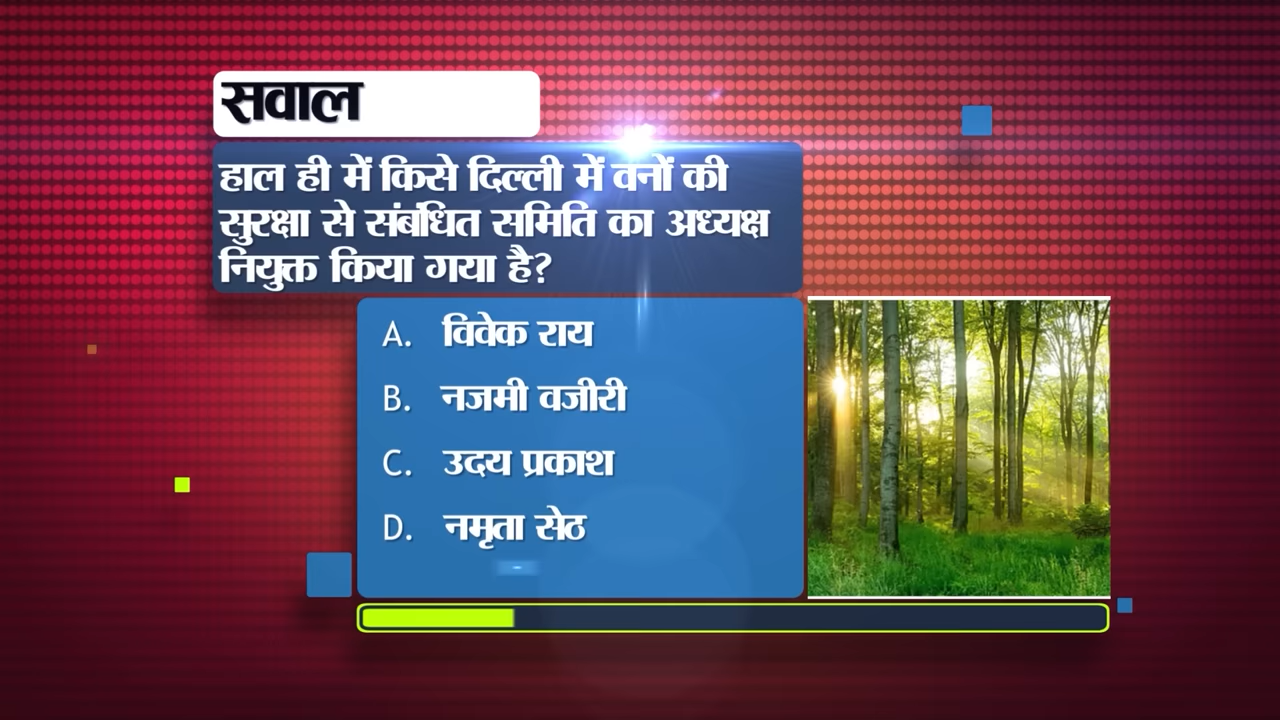 सवाल
हाल ही में किसे दिल्ली में वनों की
सुरक्षा से संबंधित समिति का अध्यक्ष
नियुक्त किया गया है?
A. विवेक राय
B. नजमी वजीरी
C. उदय प्रकाश
D. नमृता सेठ